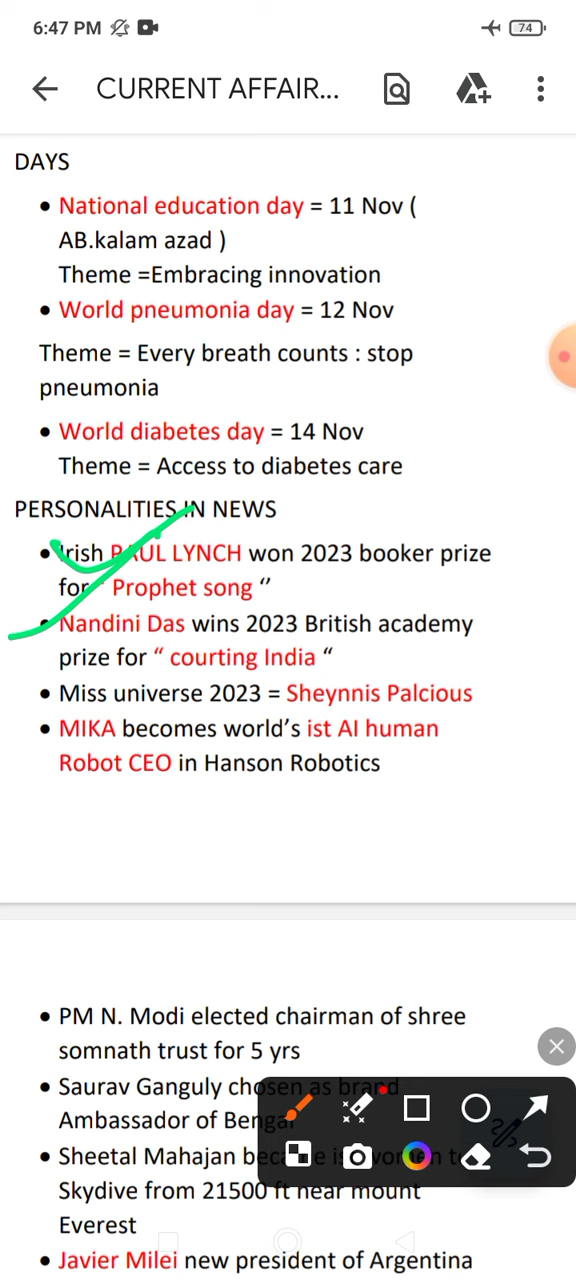 6:47 PM 74
CURRENT AFFAIR...
DAYS
• National education day = 11 Nov (
AB.kalam azad )
Theme =Embracing innovation
• World pneumonia day = 12 Nov
Theme = Every breath counts : stop
pneumonia
• World diabetes day = 14 Nov
Theme = Access to diabetes care
PERSONALITIES IN NEWS
• Irish PAUL LYNCH won 2023 booker prize
for “ Prophet song ‘’
• Nandini Das wins 2023 British academy
prize for “ courting India “
• Miss universe 2023 = Sheynnis Palcious
• MIKA becomes world’s ist AI human
Robot CEO in Hanson Robotics
• PM N. Modi elected chairman of shree
somnath trust for 5 yrs
• Saurav Ganguly chosen as brand
Ambassador of Bengal
• Sheetal Mahajan
Skydive from 21500 ft near mount
Everest
• Javier Milei new president of Argentina